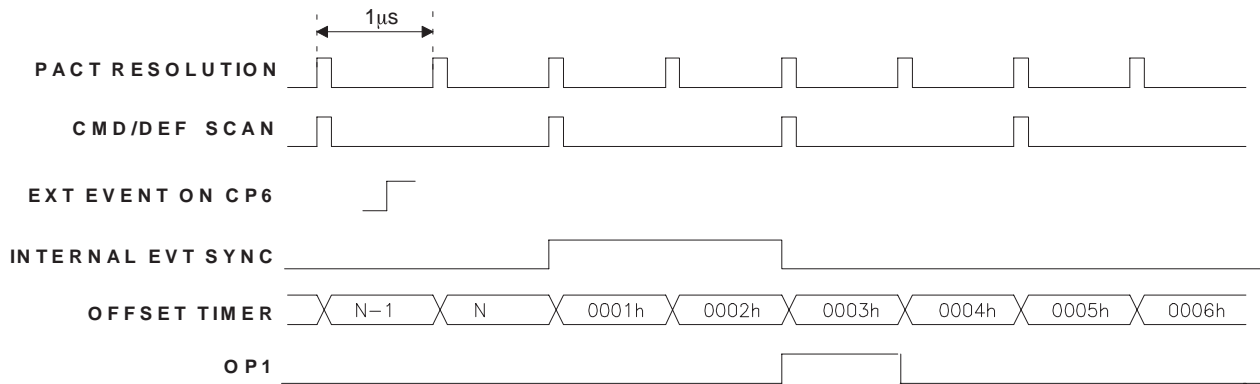 1μs
PACT RESOLUTION
CMD/DEF SCAN
EXT EVENT ON CP6
INTERNAL EVT SYNC
OFFSET TIMER N-1 N 0001h 0002h 0003h 0004h 0005h 0006h
OP1